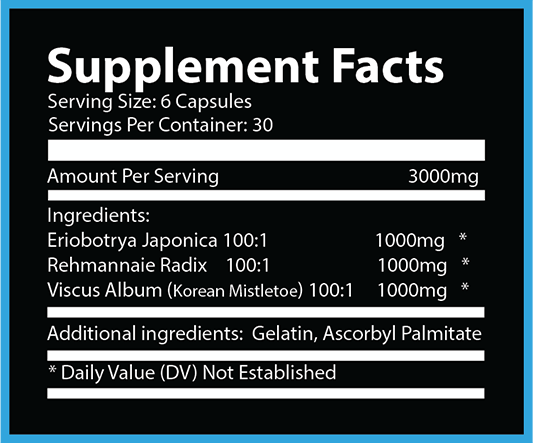 Supplement Facts
Serving Size: 6 Capsules
Servings Per Container: 30
Amount Per Serving 3000mg
Ingredients:
Eriobotrya Japonica 100:1 1000mg *
Rehmannaie Radix 100:1 1000mg *
Viscus Album (Korean Mistletoe) 100:1 1000mg *
Additional ingredients: Gelatin, Ascorbyl Palmitate
* Daily Value (DV) Not Established